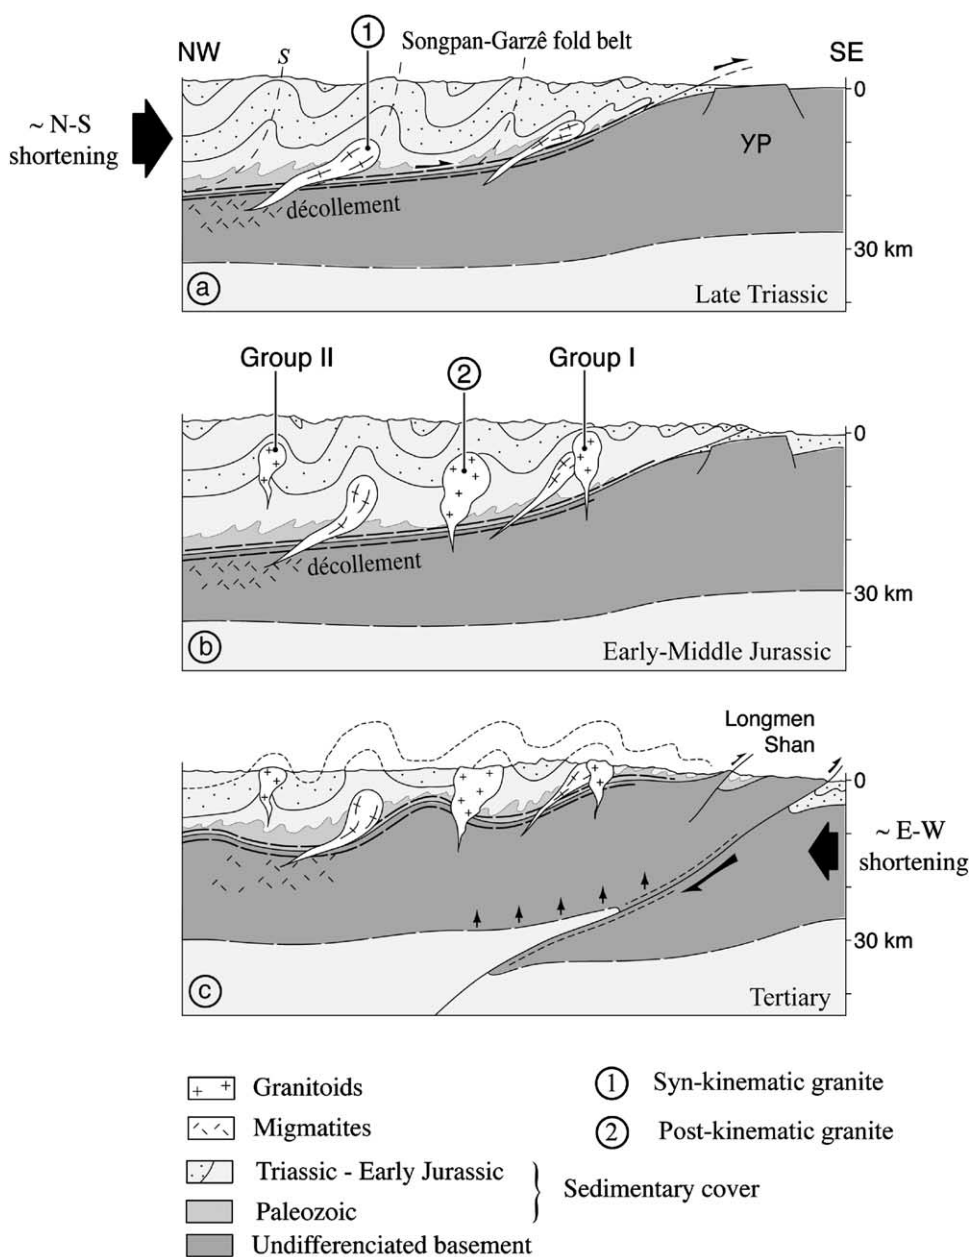 NW
1
Songpan-Garzê fold belt
SE
S
~ N-S
shortening
0
YP
décollement
30 km
a
Late Triassic
Group II
2
Group I
0
décollement
30 km
b
Early-Middle Jurassic
Longmen
Shan
0
~ E-W
shortening
30 km
c
Tertiary
Granitoids
1 Syn-kinematic granite
Migmatites
2 Post-kinematic granite
Triassic - Early Jurassic
Sedimentary cover
Paleozoic
Undifferenciated basement